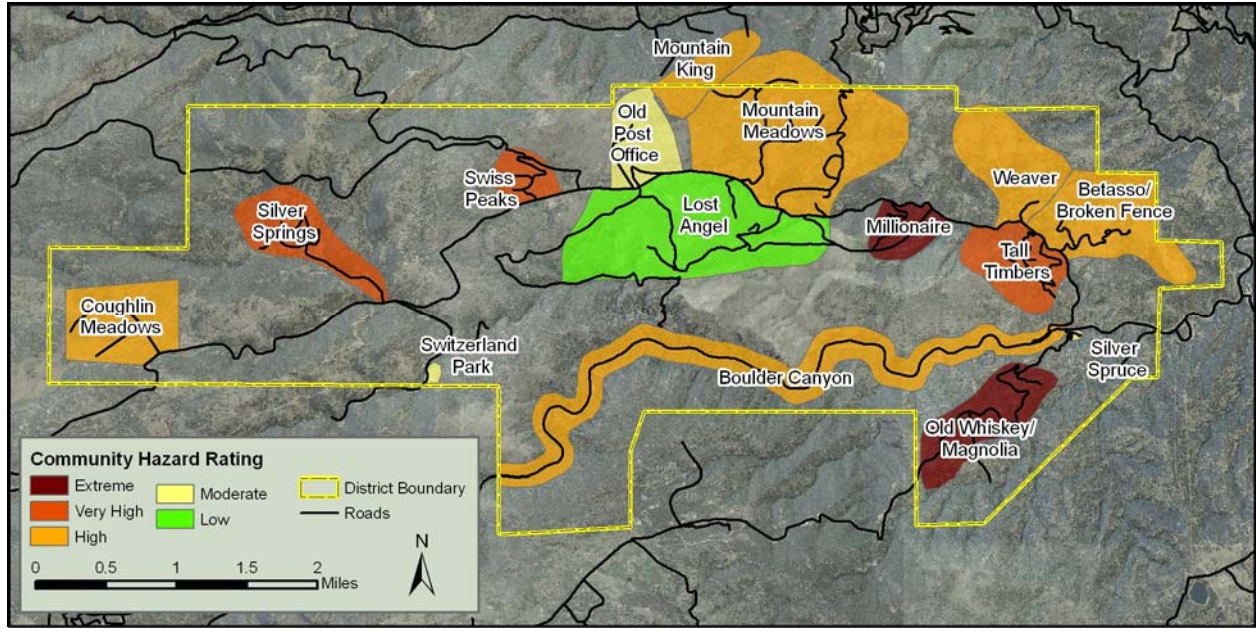 Mountain
King
Old
Post
Office
Mountain
Meadows
Swiss
Peaks
Weaver
Betasso/
Broken Fence
Silver
Springs
Lost
Angel
Millionaire
Tall
Timbers
Coughlin
Meadows
Switzerland
Park
Boulder Canyon
Silver
Spruce
Old Whiskey/
Magnolia
Community Hazard Rating
Extreme
Very High
High
Moderate
Low
District Boundary
Roads
N
0 0.5 1 1.5 2
Miles